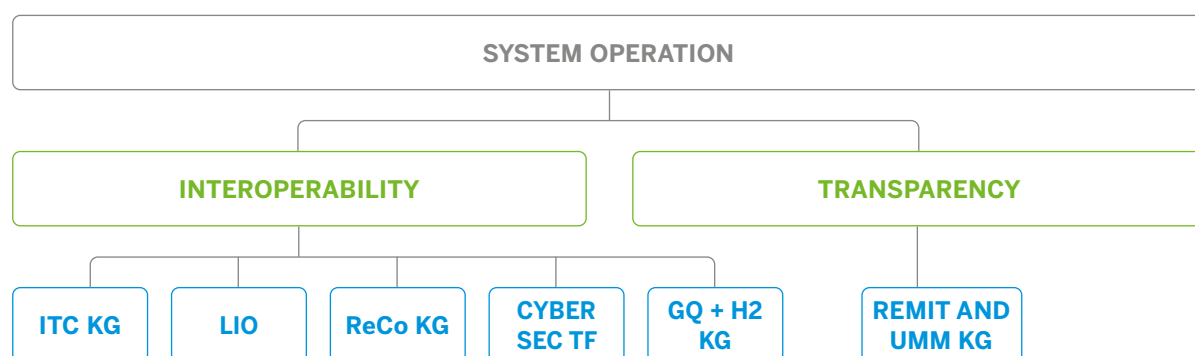 SYSTEM OPERATION
INTEROPERABILITY
TRANSPARENCY
ITC KG
LIO
ReCo KG
CYBER
SEC TF
GQ + H2
KG
REMIT AND
UMM KG